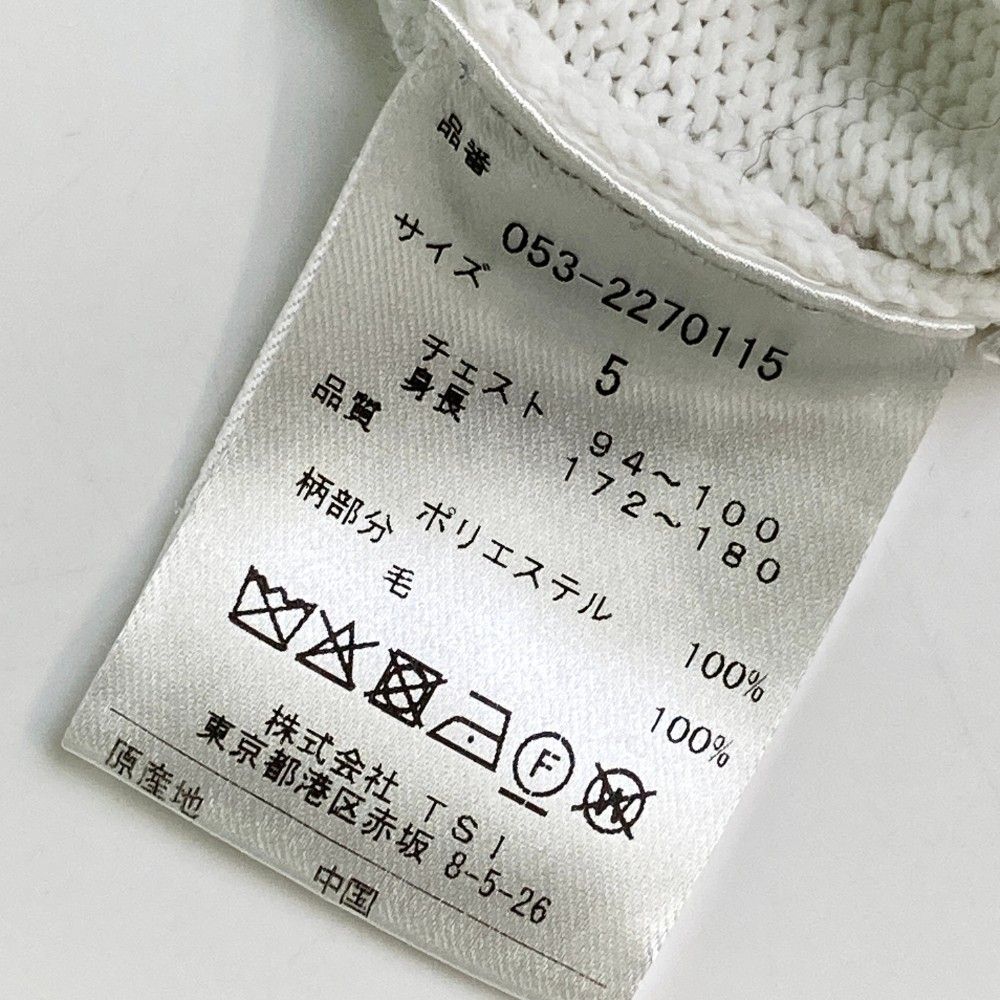 品番
053-2270115
サイズ 5
チェスト 94~100
身長 172~180
品質
ポリエステル 100%
柄部分
毛 100%
F
W
株式会社 TSI
東京都港区赤坂 8-5-26
原産地
中国